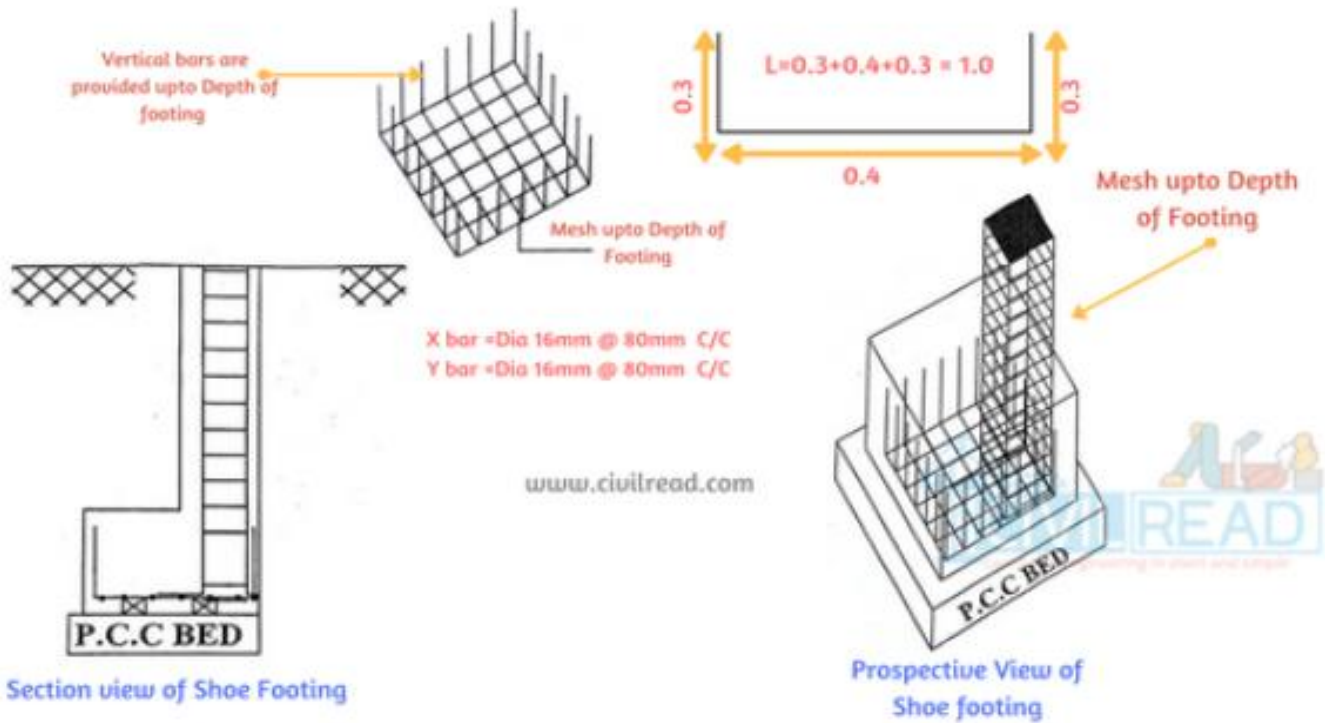 Vertical bars are
provided upto Depth of
footing
L=0.3+0.4+0.3 = 1.0
0.3
0.3
0.4
Mesh upto Depth of
Footing
Mesh upto Depth
of Footing
X bar =Dia 16mm @ 80mm C/C
Y bar =Dia 16mm @ 80mm C/C
www.civilread.com
READ
P.C.C BED
P.C.C BED
Section view of Shoe Footing
Prospective View of
Shoe footing